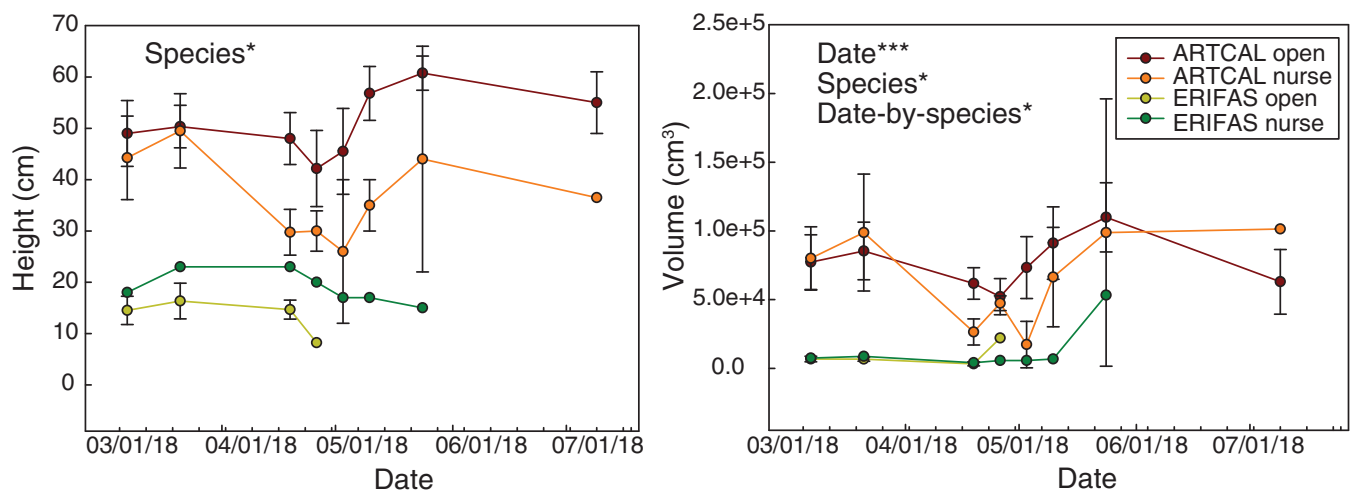 70
60
50
40
30
20
10
0
Height (cm)
Species*
03/01/18 04/01/18 05/01/18 06/01/18 07/01/18
Date
2.5e+5
2.0e+5
1.5e+5
1.0e+5
5.0e+4
0.0
Volume (cm³)
Date***
Species*
Date-by-species*
ARTCAL open
ARTCAL nurse
ERIFAS open
ERIFAS nurse
03/01/18 04/01/18 05/01/18 06/01/18 07/01/18
Date